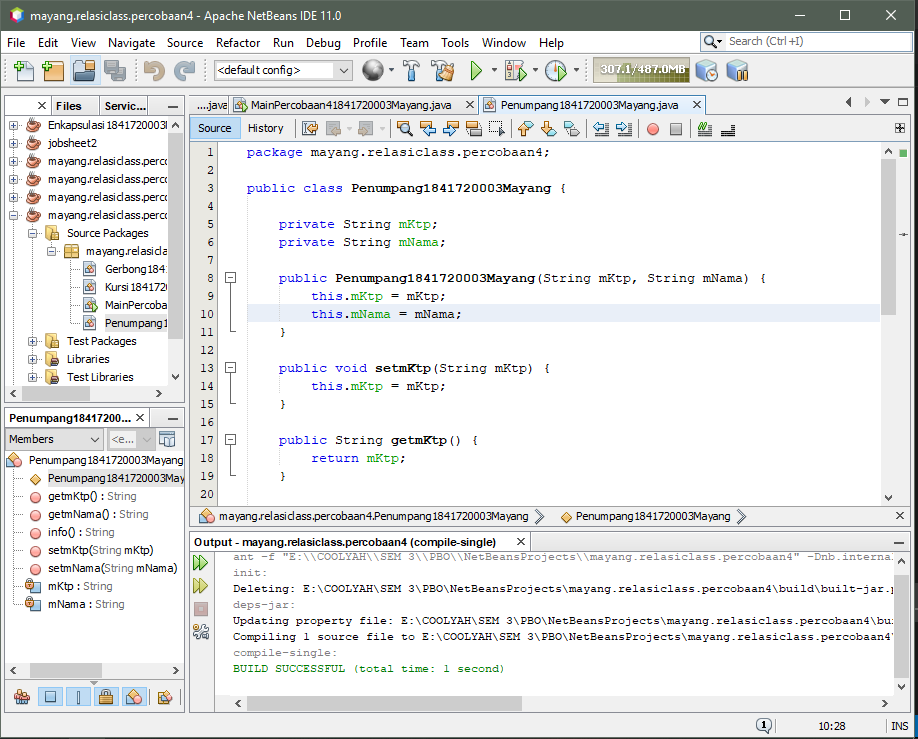 mayang.relasiclass.percobaan4 - Apache NetBeans IDE 11.0
File Edit View Navigate Source Refactor Run Debug Profile Team Tools Window Help
Search (Ctrl+I)
<default config>
307.1/487.0MB
Files
Servic...
Enkapsulasi1841720003
jobsheet2
mayang.relasiclass.perco
mayang.relasiclass.perco
mayang.relasiclass.perco
mayang.relasiclass.perco
Source Packages
mayang.relasicla
Gerbong184
Kursi184172
MainPercoba
Penumpang1
Test Packages
Libraries
Test Libraries
Penumpang18417200...
Members
<e...
Penumpang1841720003Mayang
Penumpang1841720003May
getmKtp() : String
getmNama() : String
info() : String
setmKtp(String mKtp)
setmNama(String mNama)
mKtp : String
mNama : String
....java
MainPercobaan41841720003Mayang.java
Penumpang1841720003Mayang.java
Source
History
1 package mayang.relasiclass.percobaan4;
2
3 public class Penumpang1841720003Mayang {
4
5 private String mKtp;
6 private String mNama;
7
8 public Penumpang1841720003Mayang(String mKtp, String mNama) {
9 this.mKtp = mKtp;
10 this.mNama = mNama;
11 }
12
13 public void setmKtp(String mKtp) {
14 this.mKtp = mKtp;
15 }
16
17 public String getmKtp() {
18 return mKtp;
19 }
20
mayang.relasiclass.percobaan4.Penumpang1841720003Mayang
Penumpang1841720003Mayang
Output - mayang.relasiclass.percobaan4 (compile-single)
ant -f "E:\\COOLYAH\\SEM 3\\PBO\\NetBeansProjects\\mayang.relasiclass.percobaan4" -Dnb.interna
init:
Deleting: E:\COOLYAH\SEM 3\PBO\NetBeansProjects\mayang.relasiclass.percobaan4\build\built-jar.p
deps-jar:
Updating property file: E:\COOLYAH\SEM 3\PBO\NetBeansProjects\mayang.relasiclass.percobaan4\bui
Compiling 1 source file to E:\COOLYAH\SEM 3\PBO\NetBeansProjects\mayang.relasiclass.percobaan4\
compile-single:
BUILD SUCCESSFUL (total time: 1 second)
1
10:28
INS